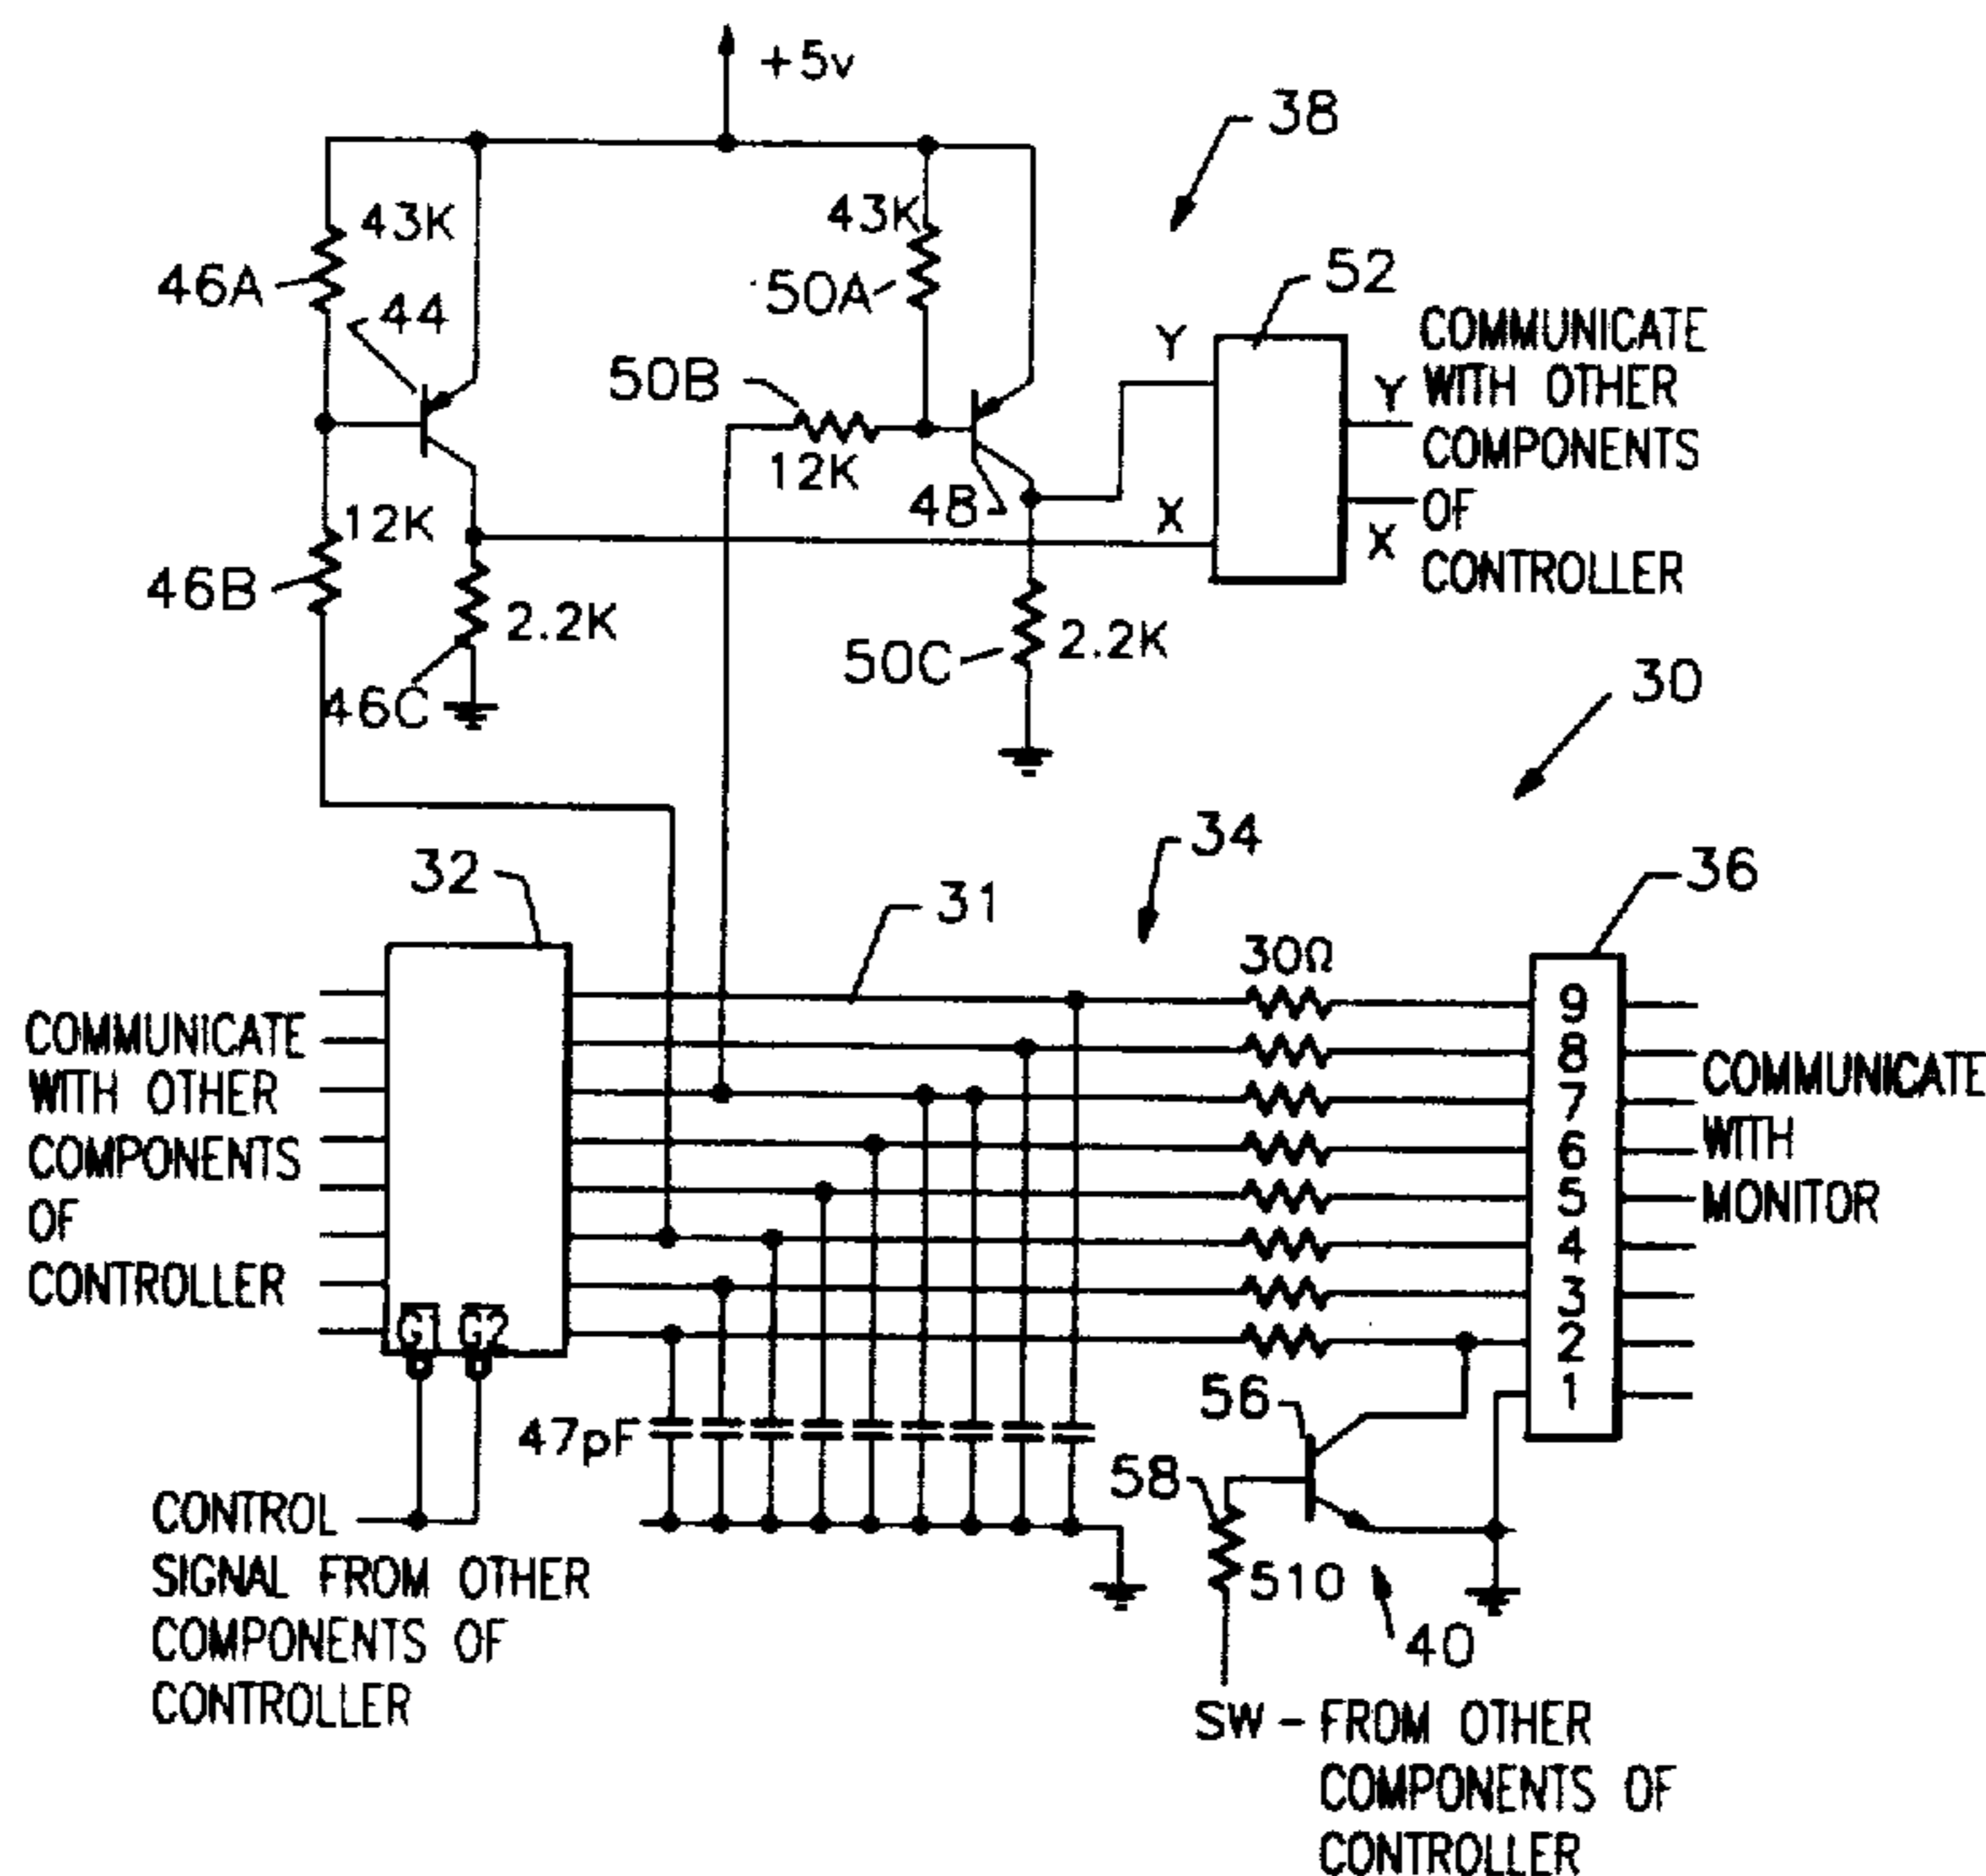 +5v
38
43K
43K
46A
50A
52
44
Y
COMMUNICATE
WITH OTHER
COMPONENTS
OF
CONTROLLER
50B
Y
12K
48
X
X
12K
46B
2.2K
2.2K
50C
46C
30
34
32
36
31
30Ω
9
8
7
6
5
4
3
2
1
COMMUNICATE
WITH OTHER
COMPONENTS
OF
CONTROLLER
COMMUNICATE
WITH
MONITOR
G1 G2
56
47pF
58
CONTROL
SIGNAL FROM OTHER
COMPONENTS OF
CONTROLLER
510
40
SW - FROM OTHER
COMPONENTS OF
CONTROLLER